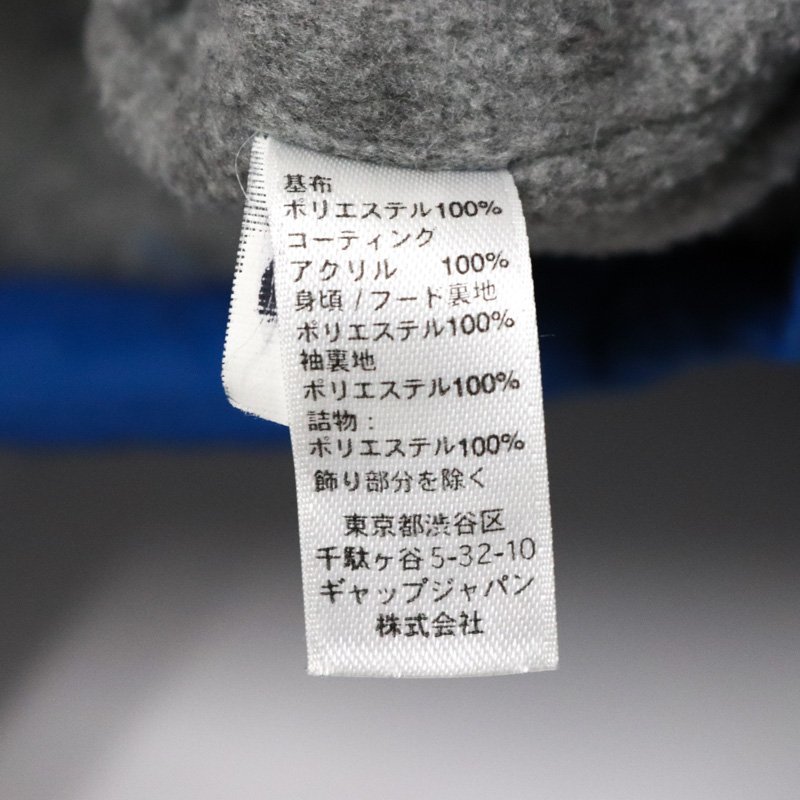 基布
ポリエステル100%
コーティング
アクリル 100%
身頃 / フード裏地
ポリエステル100%
袖裏地
ポリエステル100%
詰物:
ポリエステル100%
飾り部分を除く
東京都渋谷区
千駄ヶ谷5-32-10
ギャップジャパン
株式会社